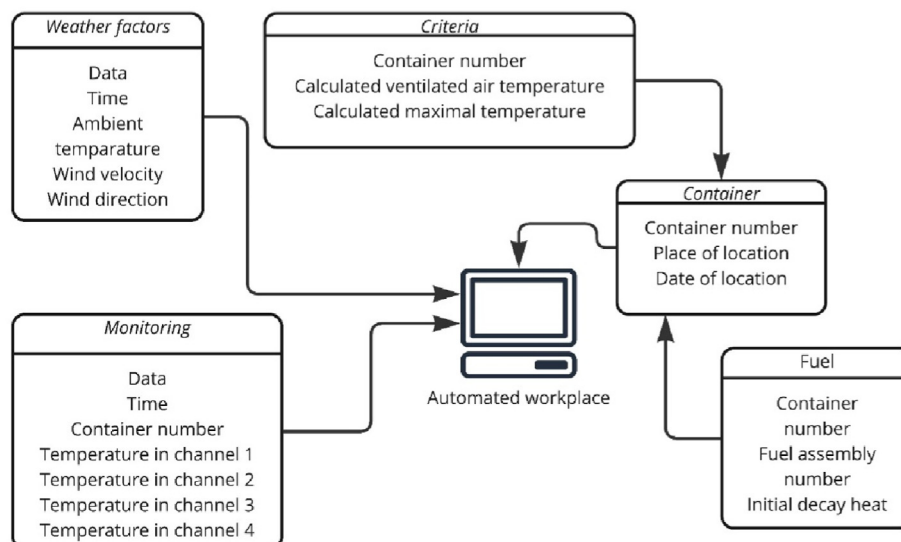 Weather factors
Data
Time
Ambient
temparature
Wind velocity
Wind direction
Criteria
Container number
Calculated ventilated air temperature
Calculated maximal temperature
Container
Container number
Place of location
Date of location
Monitoring
Data
Time
Container number
Temperature in channel 1
Temperature in channel 2
Temperature in channel 3
Temperature in channel 4
Automated workplace
Fuel
Container
number
Fuel assembly
number
Initial decay heat